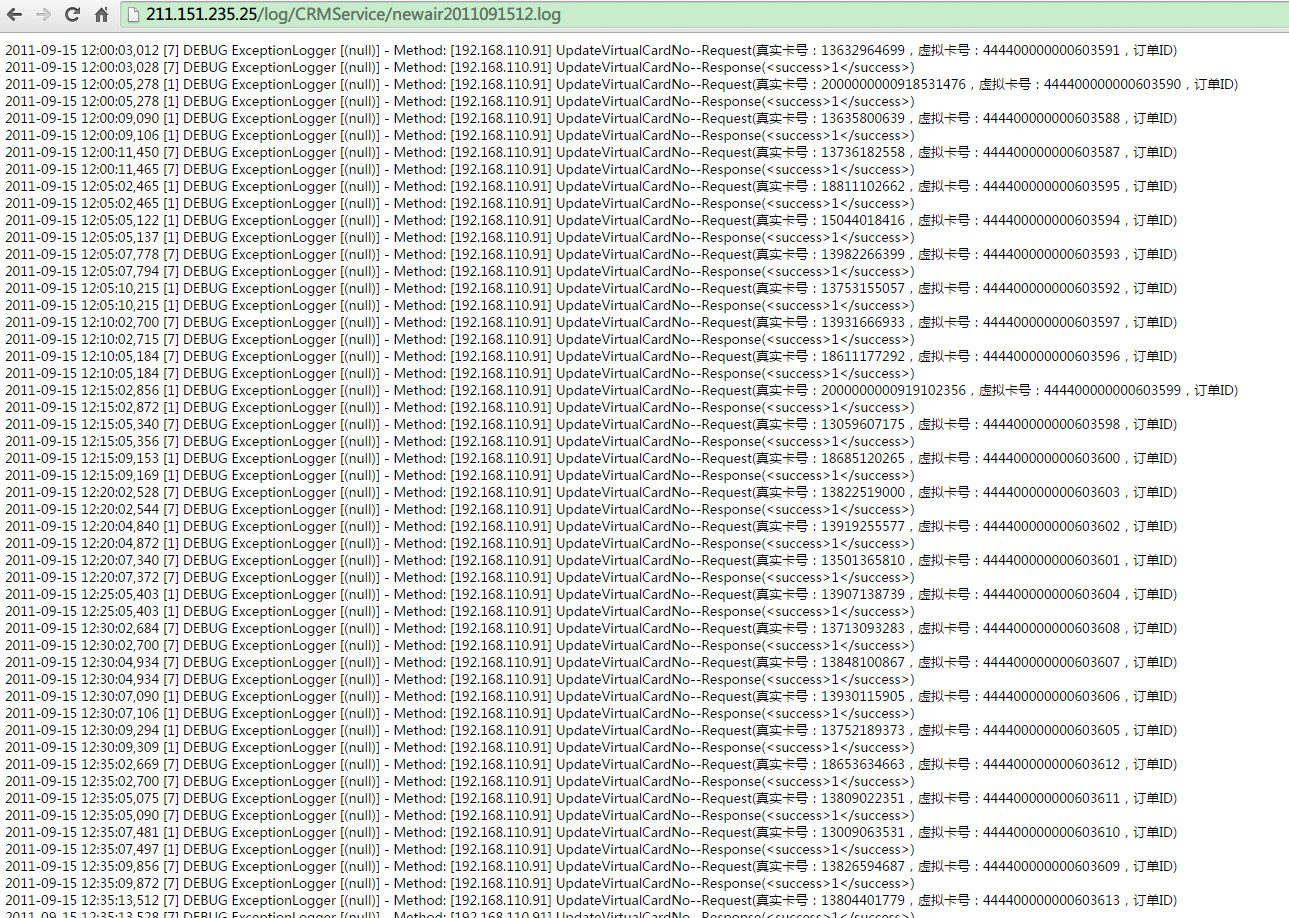 211.151.235.25/log/CRMService/newair2011091512.log
2011-09-15 12:00:03,012 [7] DEBUG ExceptionLogger [(null)] - Method: [192.168.110.91] UpdateVirtualCardNo--Request(真实卡号：13632964699，虚拟卡号：444400000000603591，订单ID)
2011-09-15 12:00:03,028 [7] DEBUG ExceptionLogger [(null)] - Method: [192.168.110.91] UpdateVirtualCardNo--Response(<success>1</success>)
2011-09-15 12:00:05,278 [1] DEBUG ExceptionLogger [(null)] - Method: [192.168.110.91] UpdateVirtualCardNo--Request(真实卡号：2000000000918531476，虚拟卡号：444400000000603590，订单ID)
2011-09-15 12:00:05,278 [1] DEBUG ExceptionLogger [(null)] - Method: [192.168.110.91] UpdateVirtualCardNo--Response(<success>1</success>)
2011-09-15 12:00:09,090 [1] DEBUG ExceptionLogger [(null)] - Method: [192.168.110.91] UpdateVirtualCardNo--Request(真实卡号：13635800639，虚拟卡号：444400000000603588，订单ID)
2011-09-15 12:00:09,106 [1] DEBUG ExceptionLogger [(null)] - Method: [192.168.110.91] UpdateVirtualCardNo--Response(<success>1</success>)
2011-09-15 12:00:11,450 [7] DEBUG ExceptionLogger [(null)] - Method: [192.168.110.91] UpdateVirtualCardNo--Request(真实卡号：13736182558，虚拟卡号：444400000000603587，订单ID)
2011-09-15 12:00:11,465 [7] DEBUG ExceptionLogger [(null)] - Method: [192.168.110.91] UpdateVirtualCardNo--Response(<success>1</success>)
2011-09-15 12:05:02,465 [1] DEBUG ExceptionLogger [(null)] - Method: [192.168.110.91] UpdateVirtualCardNo--Request(真实卡号：18811102662，虚拟卡号：444400000000603595，订单ID)
2011-09-15 12:05:02,465 [1] DEBUG ExceptionLogger [(null)] - Method: [192.168.110.91] UpdateVirtualCardNo--Response(<success>1</success>)
2011-09-15 12:05:05,122 [1] DEBUG ExceptionLogger [(null)] - Method: [192.168.110.91] UpdateVirtualCardNo--Request(真实卡号：15044018416，虚拟卡号：444400000000603594，订单ID)
2011-09-15 12:05:05,137 [1] DEBUG ExceptionLogger [(null)] - Method: [192.168.110.91] UpdateVirtualCardNo--Response(<success>1</success>)
2011-09-15 12:05:07,778 [1] DEBUG ExceptionLogger [(null)] - Method: [192.168.110.91] UpdateVirtualCardNo--Request(真实卡号：13982266399，虚拟卡号：444400000000603593，订单ID)
2011-09-15 12:05:07,794 [1] DEBUG ExceptionLogger [(null)] - Method: [192.168.110.91] UpdateVirtualCardNo--Response(<success>1</success>)
2011-09-15 12:05:10,215 [1] DEBUG ExceptionLogger [(null)] - Method: [192.168.110.91] UpdateVirtualCardNo--Request(真实卡号：13753155057，虚拟卡号：444400000000603592，订单ID)
2011-09-15 12:05:10,215 [1] DEBUG ExceptionLogger [(null)] - Method: [192.168.110.91] UpdateVirtualCardNo--Response(<success>1</success>)
2011-09-15 12:10:02,700 [7] DEBUG ExceptionLogger [(null)] - Method: [192.168.110.91] UpdateVirtualCardNo--Request(真实卡号：13931666933，虚拟卡号：444400000000603597，订单ID)
2011-09-15 12:10:02,715 [7] DEBUG ExceptionLogger [(null)] - Method: [192.168.110.91] UpdateVirtualCardNo--Response(<success>1</success>)
2011-09-15 12:10:05,184 [7] DEBUG ExceptionLogger [(null)] - Method: [192.168.110.91] UpdateVirtualCardNo--Request(真实卡号：18611177292，虚拟卡号：444400000000603596，订单ID)
2011-09-15 12:10:05,184 [7] DEBUG ExceptionLogger [(null)] - Method: [192.168.110.91] UpdateVirtualCardNo--Response(<success>1</success>)
2011-09-15 12:15:02,856 [1] DEBUG ExceptionLogger [(null)] - Method: [192.168.110.91] UpdateVirtualCardNo--Request(真实卡号：2000000000919102356，虚拟卡号：444400000000603599，订单ID)
2011-09-15 12:15:02,872 [1] DEBUG ExceptionLogger [(null)] - Method: [192.168.110.91] UpdateVirtualCardNo--Response(<success>1</success>)
2011-09-15 12:15:05,340 [7] DEBUG ExceptionLogger [(null)] - Method: [192.168.110.91] UpdateVirtualCardNo--Request(真实卡号：13059607175，虚拟卡号：444400000000603598，订单ID)
2011-09-15 12:15:05,356 [7] DEBUG ExceptionLogger [(null)] - Method: [192.168.110.91] UpdateVirtualCardNo--Response(<success>1</success>)
2011-09-15 12:15:09,153 [1] DEBUG ExceptionLogger [(null)] - Method: [192.168.110.91] UpdateVirtualCardNo--Request(真实卡号：18685120265，虚拟卡号：444400000000603600，订单ID)
2011-09-15 12:15:09,169 [1] DEBUG ExceptionLogger [(null)] - Method: [192.168.110.91] UpdateVirtualCardNo--Response(<success>1</success>)
2011-09-15 12:20:02,528 [7] DEBUG ExceptionLogger [(null)] - Method: [192.168.110.91] UpdateVirtualCardNo--Request(真实卡号：13822519000，虚拟卡号：444400000000603603，订单ID)
2011-09-15 12:20:02,544 [7] DEBUG ExceptionLogger [(null)] - Method: [192.168.110.91] UpdateVirtualCardNo--Response(<success>1</success>)
2011-09-15 12:20:04,840 [1] DEBUG ExceptionLogger [(null)] - Method: [192.168.110.91] UpdateVirtualCardNo--Request(真实卡号：13919255577，虚拟卡号：444400000000603602，订单ID)
2011-09-15 12:20:04,872 [1] DEBUG ExceptionLogger [(null)] - Method: [192.168.110.91] UpdateVirtualCardNo--Response(<success>1</success>)
2011-09-15 12:20:07,340 [7] DEBUG ExceptionLogger [(null)] - Method: [192.168.110.91] UpdateVirtualCardNo--Request(真实卡号：13501365810，虚拟卡号：444400000000603601，订单ID)
2011-09-15 12:20:07,372 [7] DEBUG ExceptionLogger [(null)] - Method: [192.168.110.91] UpdateVirtualCardNo--Response(<success>1</success>)
2011-09-15 12:25:05,403 [1] DEBUG ExceptionLogger [(null)] - Method: [192.168.110.91] UpdateVirtualCardNo--Request(真实卡号：13907138739，虚拟卡号：444400000000603604，订单ID)
2011-09-15 12:25:05,403 [1] DEBUG ExceptionLogger [(null)] - Method: [192.168.110.91] UpdateVirtualCardNo--Response(<success>1</success>)
2011-09-15 12:30:02,684 [7] DEBUG ExceptionLogger [(null)] - Method: [192.168.110.91] UpdateVirtualCardNo--Request(真实卡号：13713093283，虚拟卡号：444400000000603608，订单ID)
2011-09-15 12:30:02,700 [7] DEBUG ExceptionLogger [(null)] - Method: [192.168.110.91] UpdateVirtualCardNo--Response(<success>1</success>)
2011-09-15 12:30:04,934 [7] DEBUG ExceptionLogger [(null)] - Method: [192.168.110.91] UpdateVirtualCardNo--Request(真实卡号：13848100867，虚拟卡号：444400000000603607，订单ID)
2011-09-15 12:30:04,934 [7] DEBUG ExceptionLogger [(null)] - Method: [192.168.110.91] UpdateVirtualCardNo--Response(<success>1</success>)
2011-09-15 12:30:07,090 [1] DEBUG ExceptionLogger [(null)] - Method: [192.168.110.91] UpdateVirtualCardNo--Request(真实卡号：13930115905，虚拟卡号：444400000000603606，订单ID)
2011-09-15 12:30:07,106 [1] DEBUG ExceptionLogger [(null)] - Method: [192.168.110.91] UpdateVirtualCardNo--Response(<success>1</success>)
2011-09-15 12:30:09,294 [1] DEBUG ExceptionLogger [(null)] - Method: [192.168.110.91] UpdateVirtualCardNo--Request(真实卡号：13752189373，虚拟卡号：444400000000603605，订单ID)
2011-09-15 12:30:09,309 [1] DEBUG ExceptionLogger [(null)] - Method: [192.168.110.91] UpdateVirtualCardNo--Response(<success>1</success>)
2011-09-15 12:35:02,669 [7] DEBUG ExceptionLogger [(null)] - Method: [192.168.110.91] UpdateVirtualCardNo--Request(真实卡号：18653634663，虚拟卡号：444400000000603612，订单ID)
2011-09-15 12:35:02,700 [7] DEBUG ExceptionLogger [(null)] - Method: [192.168.110.91] UpdateVirtualCardNo--Response(<success>1</success>)
2011-09-15 12:35:05,075 [7] DEBUG ExceptionLogger [(null)] - Method: [192.168.110.91] UpdateVirtualCardNo--Request(真实卡号：13809022351，虚拟卡号：444400000000603611，订单ID)
2011-09-15 12:35:05,090 [7] DEBUG ExceptionLogger [(null)] - Method: [192.168.110.91] UpdateVirtualCardNo--Response(<success>1</success>)
2011-09-15 12:35:07,481 [1] DEBUG ExceptionLogger [(null)] - Method: [192.168.110.91] UpdateVirtualCardNo--Request(真实卡号：13009063531，虚拟卡号：444400000000603610，订单ID)
2011-09-15 12:35:07,497 [1] DEBUG ExceptionLogger [(null)] - Method: [192.168.110.91] UpdateVirtualCardNo--Response(<success>1</success>)
2011-09-15 12:35:09,856 [7] DEBUG ExceptionLogger [(null)] - Method: [192.168.110.91] UpdateVirtualCardNo--Request(真实卡号：13826594687，虚拟卡号：444400000000603609，订单ID)
2011-09-15 12:35:09,872 [7] DEBUG ExceptionLogger [(null)] - Method: [192.168.110.91] UpdateVirtualCardNo--Response(<success>1</success>)
2011-09-15 12:35:13,512 [7] DEBUG ExceptionLogger [(null)] - Method: [192.168.110.91] UpdateVirtualCardNo--Request(真实卡号：13804401779，虚拟卡号：444400000000603613，订单ID)
2011-09-15 12:35:13,528 [7] DEBUG ExceptionLogger [(null)] - Method: [192.168.110.91] UpdateVirtualCardNo--Response(<success>1</success>)